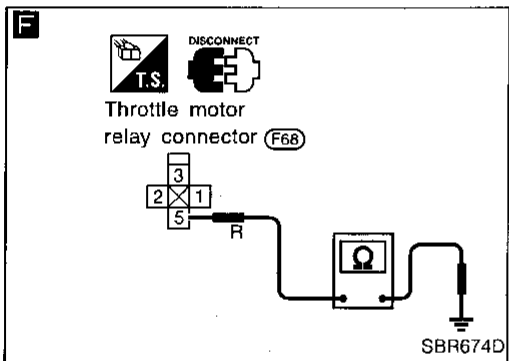 F
DISCONNECT
T.S.
Throttle motor
relay connector F68
3
2 1
5
R
Ω
SBR674D